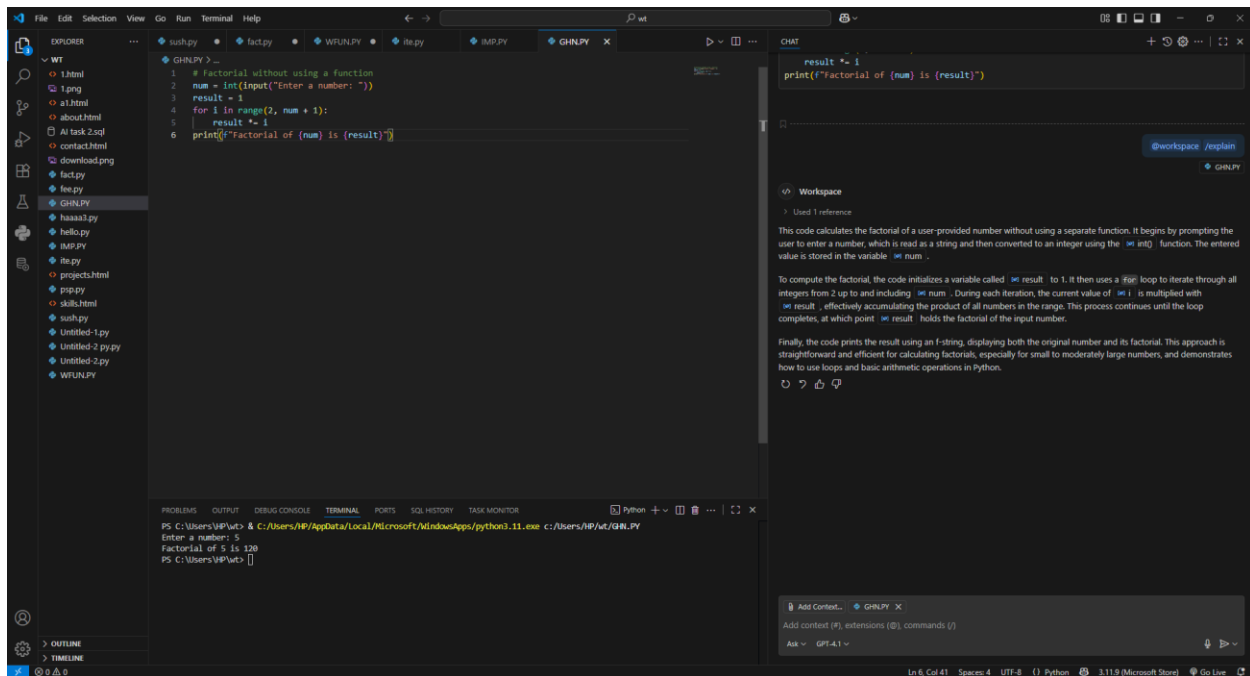 File Edit Selection View Go Run Terminal Help
wt
EXPLORER
WT
1.html
1.png
a1.html
about.html
AI task 2.sql
contact.html
download.png
fact.py
fee.py
GHN.PY
haaaa3.py
hello.py
IMP.PY
ite.py
projects.html
psp.py
skills.html
sush.py
Untitled-1.py
Untitled-2 py.py
Untitled-2.py
WFUN.PY
OUTLINE
TIMELINE
sush.py fact.py WFUN.PY ite.py IMP.PY GHN.PY
GHN.PY > ...
1 # Factorial without using a function
2 num = int(input("Enter a number: "))
3 result = 1
4 for i in range(2, num + 1):
5 result *= i
6 print(f"Factorial of {num} is {result}")
PROBLEMS OUTPUT DEBUG CONSOLE TERMINAL PORTS SQL HISTORY TASK MONITOR
Python
PS C:\Users\HP\wt> & C:/Users/HP/AppData/Local/Microsoft/WindowsApps/python3.11.exe c:/Users/HP/wt/GHN.PY
Enter a number: 5
Factorial of 5 is 120
PS C:\Users\HP\wt>
CHAT
result *= i
print(f"Factorial of {num} is {result}")
@workspace /explain
GHN.PY
Workspace
Used 1 reference
This code calculates the factorial of a user-provided number without using a separate function. It begins by prompting the
user to enter a number, which is read as a string and then converted to an integer using the int() function. The entered
value is stored in the variable num .
To compute the factorial, the code initializes a variable called result to 1. It then uses a for loop to iterate through all
integers from 2 up to and including num . During each iteration, the current value of i is multiplied with
result , effectively accumulating the product of all numbers in the range. This process continues until the loop
completes, at which point result holds the factorial of the input number.
Finally, the code prints the result using an f-string, displaying both the original number and its factorial. This approach is
straightforward and efficient for calculating factorials, especially for small to moderately large numbers, and demonstrates
how to use loops and basic arithmetic operations in Python.
Add Context... GHN.PY
Add context (#), extensions (@), commands (/)
Ask GPT-4.1
0 0 Ln 6, Col 41 Spaces: 4 UTF-8 {} Python 3.11.9 (Microsoft Store) Go Live